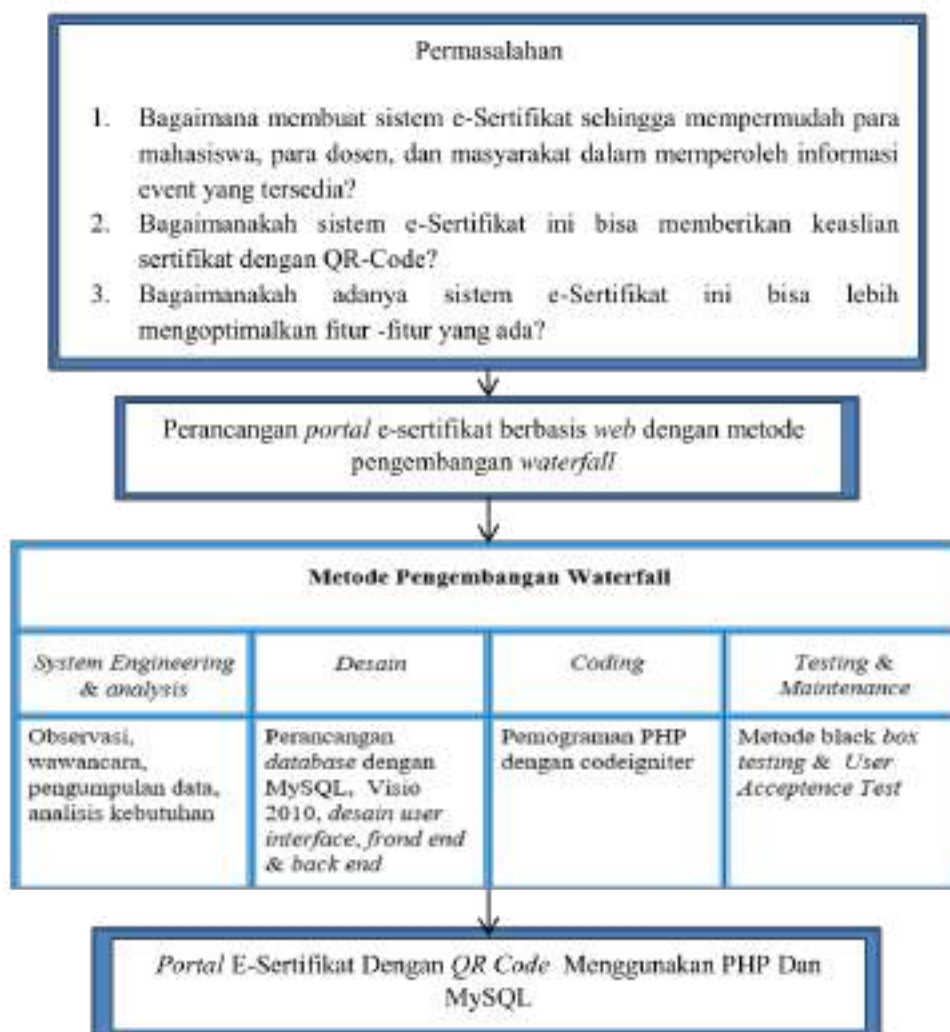 Permasalahan
1. Bagaimana membuat sistem e-Sertifikat sehingga mempermudah para
mahasiswa, para dosen, dan masyarakat dalam memperoleh informasi
event yang tersedia?
2. Bagaimanakah sistem e-Sertifikat ini bisa memberikan keaslian
sertifikat dengan QR-Code?
3. Bagaimanakah adanya sistem e-Sertifikat ini bisa lebih
mengoptimalkan fitur -fitur yang ada?
Perancangan portal e-sertifikat berbasis web dengan metode
pengembangan waterfall
Metode Pengembangan Waterfall
System Engineering
& analysis
Desain
Coding
Testing &
Maintenance
Observasi,
wawancara,
pengumpulan data,
analisis kebutuhan
Perancangan
database dengan
MySQL, Visio
2010, desain user
interface, frond end
& back end
Pemograman PHP
dengan codeigniter
Metode black box
testing & User
Acceptence Test
Portal E-Sertifikat Dengan QR Code Menggunakan PHP Dan
MySQL